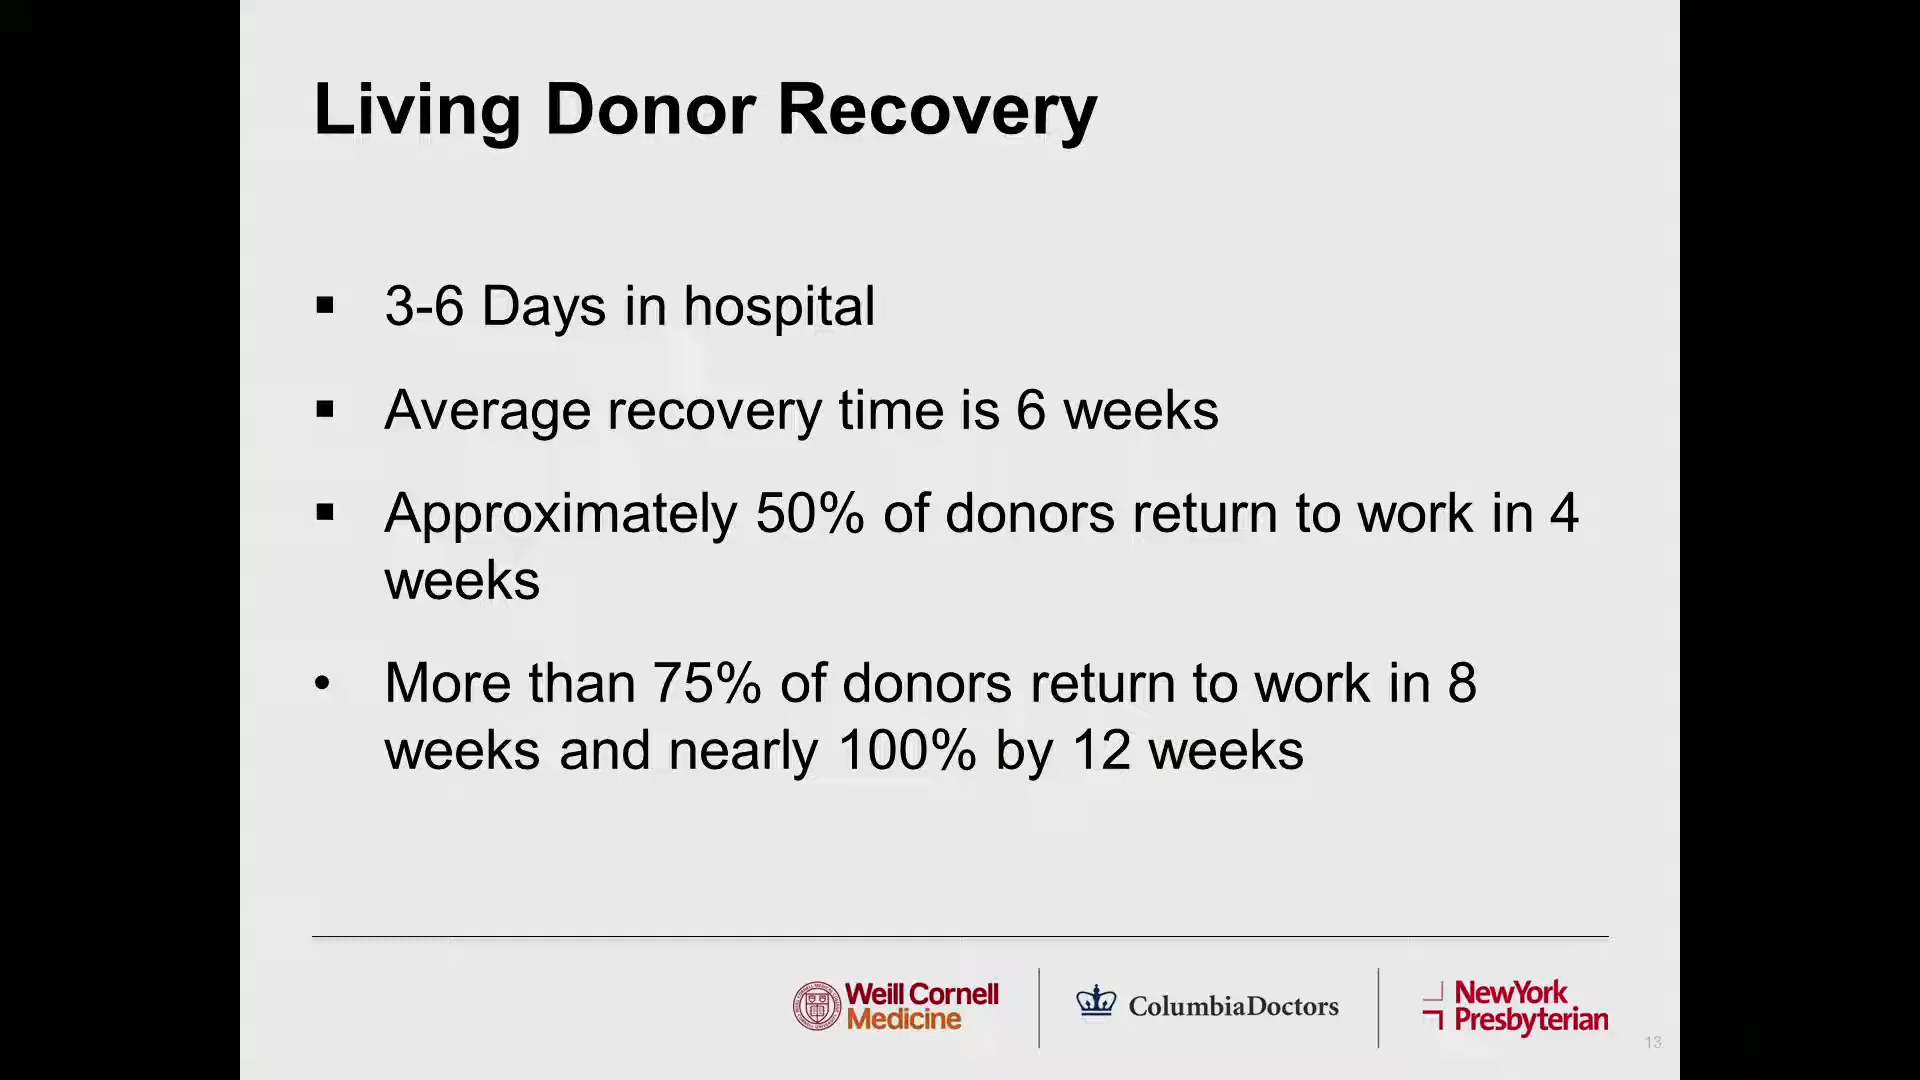 Living Donor Recovery
▪ 3-6 Days in hospital
▪ Average recovery time is 6 weeks
▪ Approximately 50% of donors return to work in 4
weeks
• More than 75% of donors return to work in 8
weeks and nearly 100% by 12 weeks
Weill Cornell
Medicine
ColumbiaDoctors
NewYork
Presbyterian
13